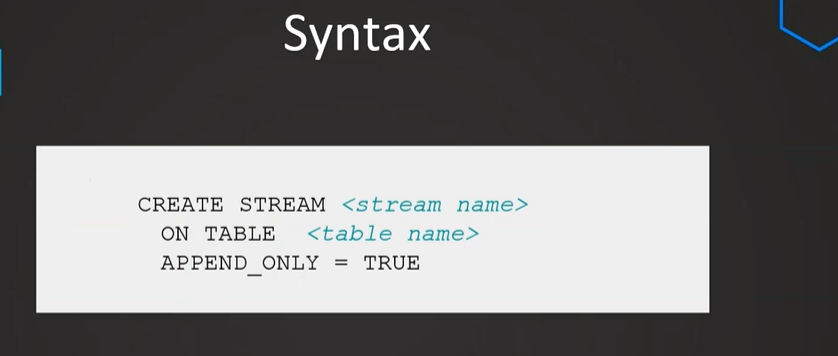 Syntax
CREATE STREAM <stream name>
ON TABLE <table name>
APPEND_ONLY = TRUE